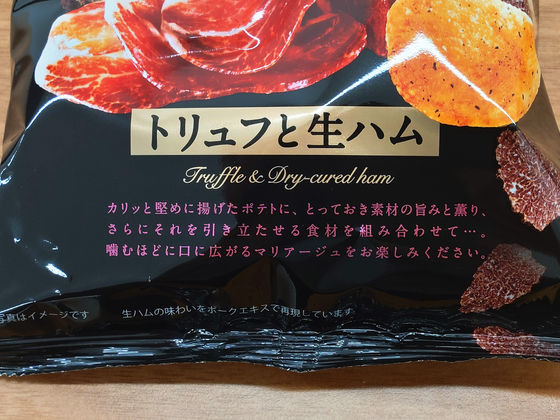 トリュフと生ハム
Truffle & Dry-cured ham
カリッと堅めに揚げたポテトに、とっておき素材の旨みと薫り、
さらにそれを引き立たせる食材を組み合わせて…。
噛むほどに口に広がるマリアージュをお楽しみください。
写真はイメージです 生ハムの味わいをポークエキスで再現しています